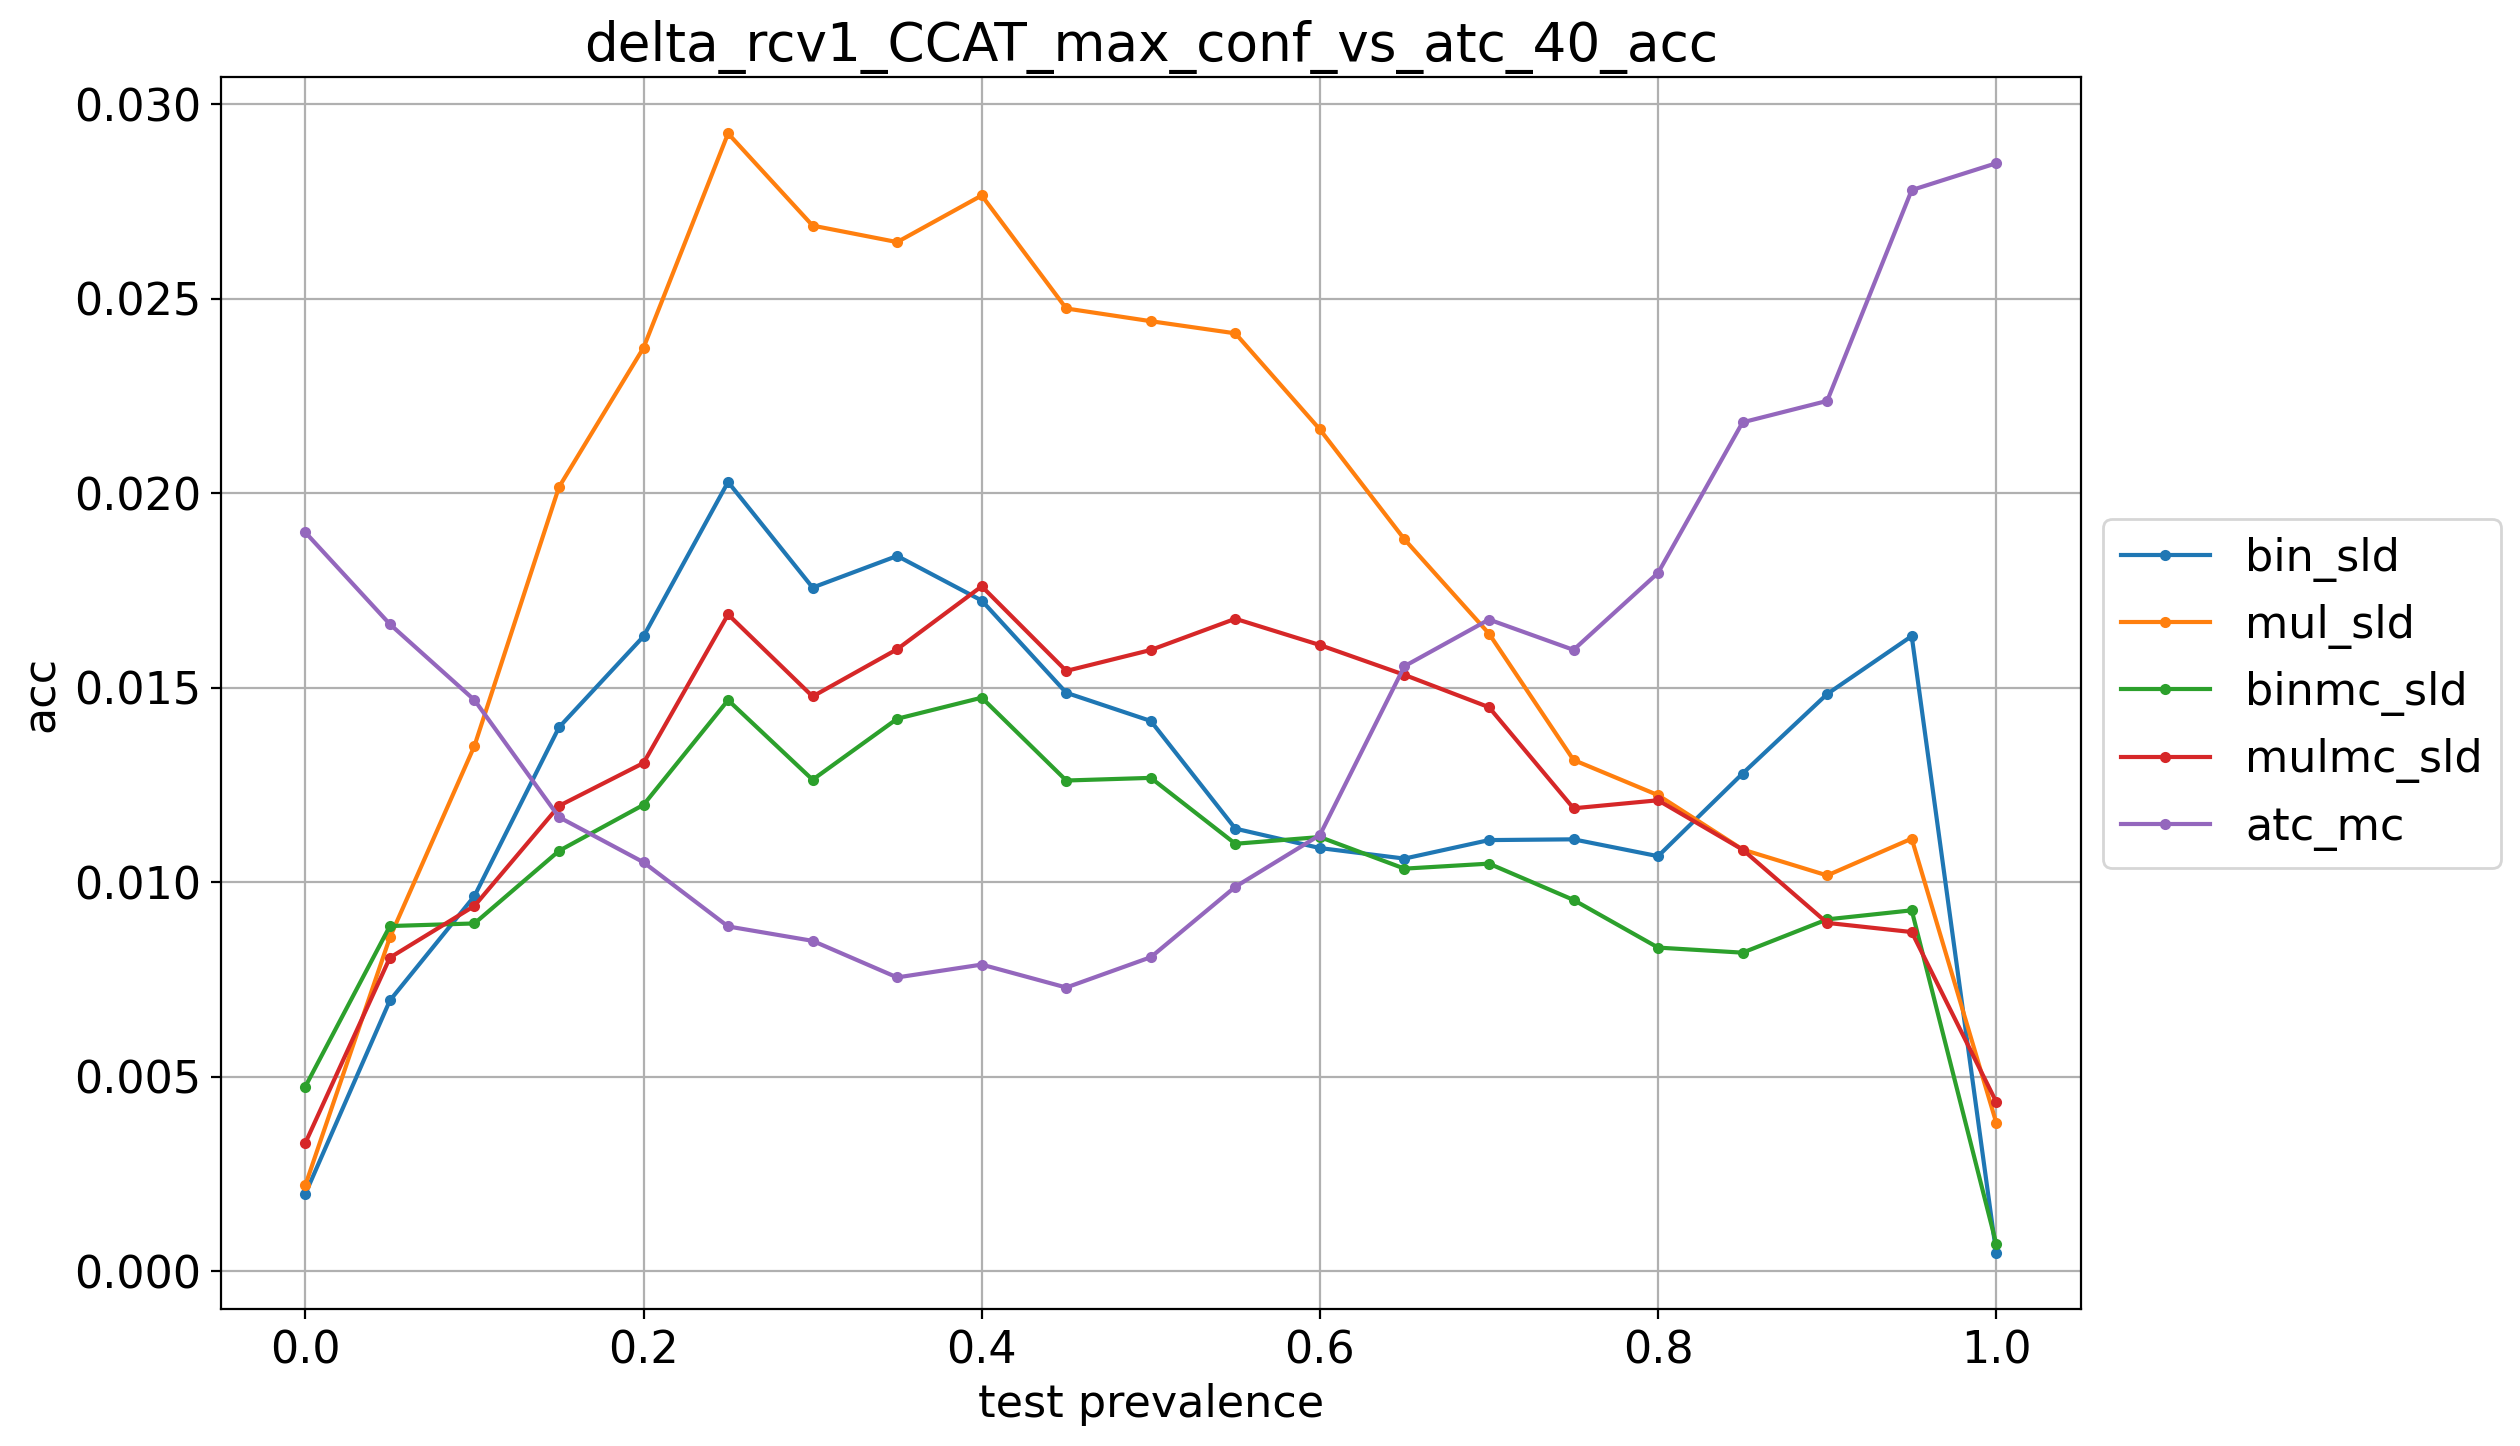 delta_rcv1_CCAT_max_conf_vs_atc_40_acc
0.030
0.025
0.020
0.015
0.010
0.005
0.000
acc
0.0 0.2 0.4 0.6 0.8 1.0
test prevalence
bin_sld
mul_sld
binmc_sld
mulmc_sld
atc_mc